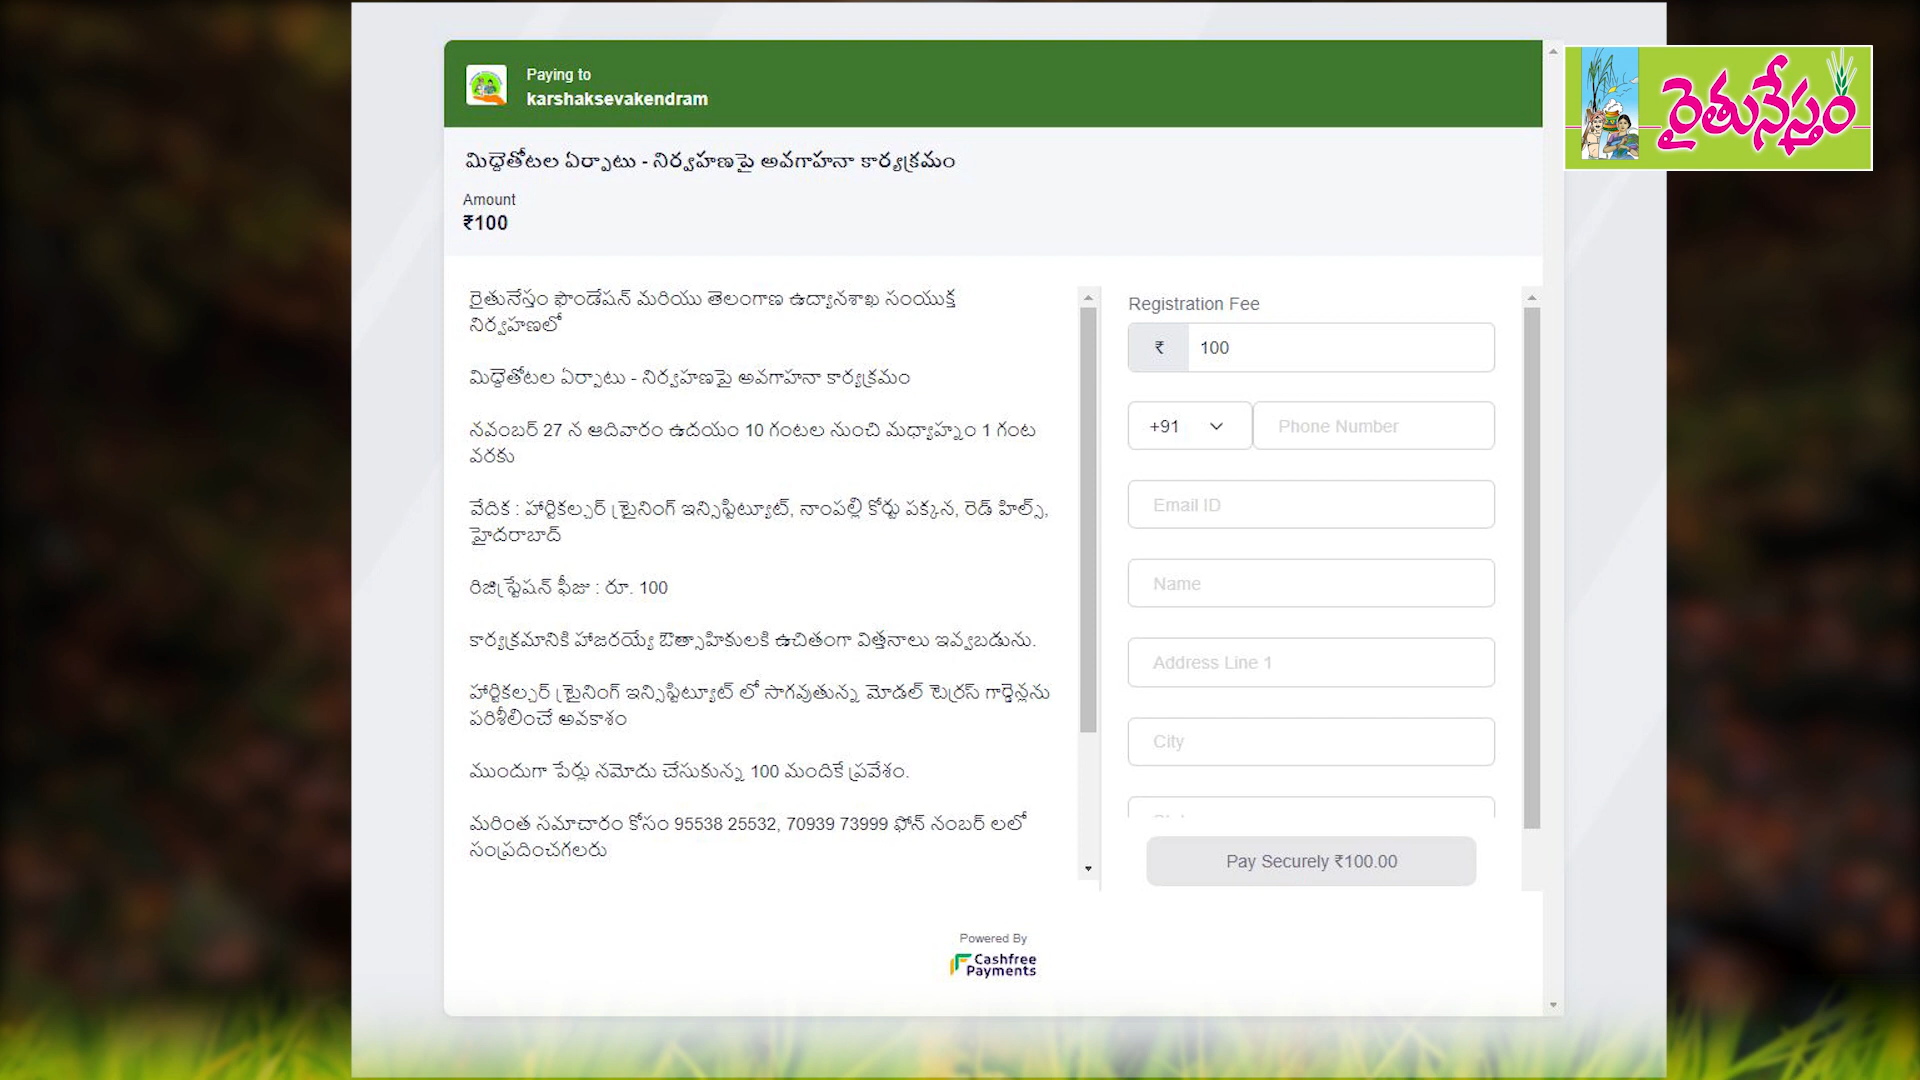 రైతునేస్తం
Paying to
karshaksevakendram
మిద్దెతోటల ఏర్పాటు - నిర్వహణపై అవగాహనా కార్యక్రమం
Amount
₹100
రైతునేస్తం ఫౌండేషన్ మరియు తెలంగాణ ఉద్యానశాఖ సంయుక్త
నిర్వహణలో
మిద్దెతోటల ఏర్పాటు - నిర్వహణపై అవగాహనా కార్యక్రమం
నవంబర్ 27 న ఆదివారం ఉదయం 10 గంటల నుంచి మధ్యాహ్నం 1 గంట
వరకు
వేదిక : హార్టికల్చర్ ట్రైనింగ్ ఇన్సిస్టిట్యూట్, నాంపల్లి కోర్టు పక్కన, రెడ్ హిల్స్,
హైదరాబాద్
రిజిస్ట్రేషన్ ఫీజు : రూ. 100
కార్యక్రమానికి హాజరయ్యే ఔత్సాహికులకి ఉచితంగా విత్తనాలు ఇవ్వబడును.
హార్టికల్చర్ ట్రైనింగ్ ఇన్సిస్టిట్యూట్ లో సాగవుతున్న మోడల్ టెర్రస్ గార్డెన్లను
పరిశీలించే అవకాశం
ముందుగా పేర్లు నమోదు చేసుకున్న 100 మందికే ప్రవేశం.
మరింత సమాచారం కోసం 95538 25532, 70939 73999 ఫోన్ నంబర్ లలో
సంప్రదించగలరు
Registration Fee
₹ 100
+91 Phone Number
Email ID
Name
Address Line 1
City
Pay Securely ₹100.00
Powered By
Cashfree
Payments